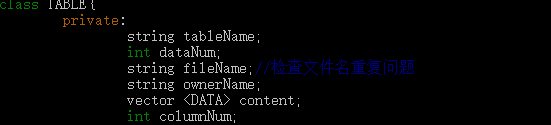 class TABLE{
private:
string tableName;
int dataNum;
string fileName;//检查文件名重复问题
string ownerName;
vector <DATA> content;
int columnNum;